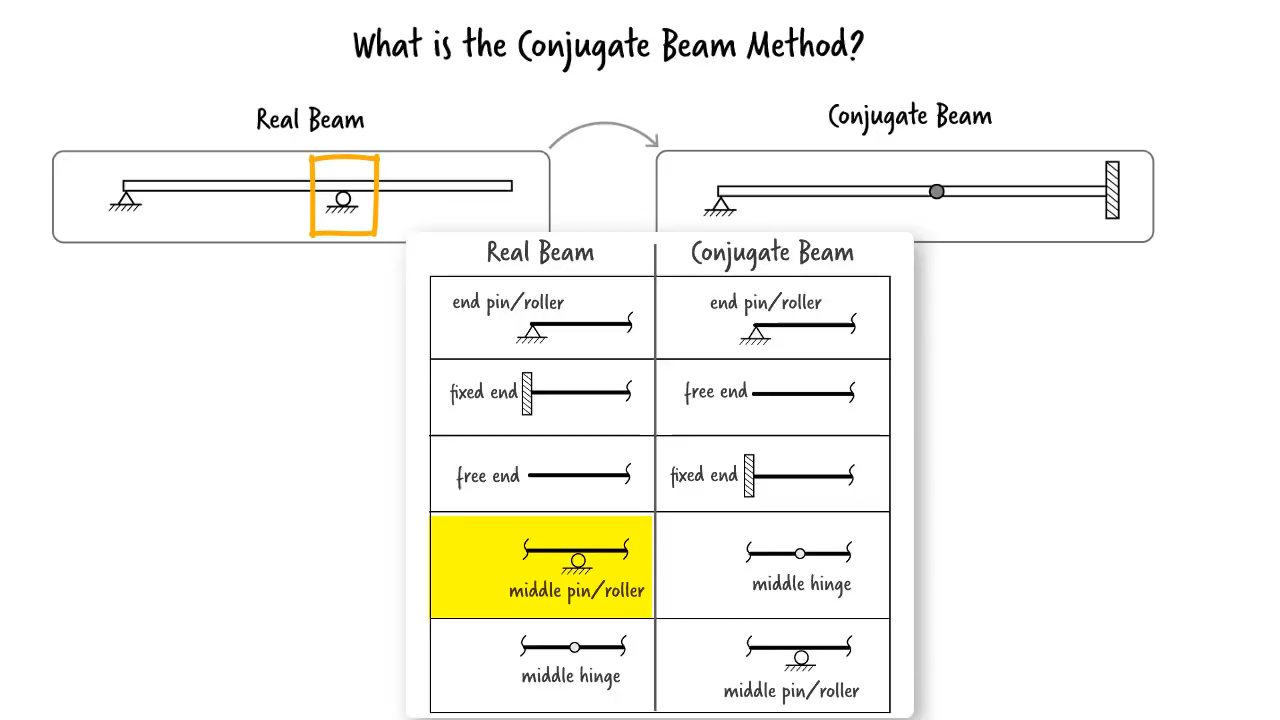 What is the Conjugate Beam Method?
Real Beam
Conjugate Beam
Real Beam
Conjugate Beam
end pin/roller
end pin/roller
fixed end
free end
free end
fixed end
middle pin/roller
middle hinge
middle hinge
middle pin/roller